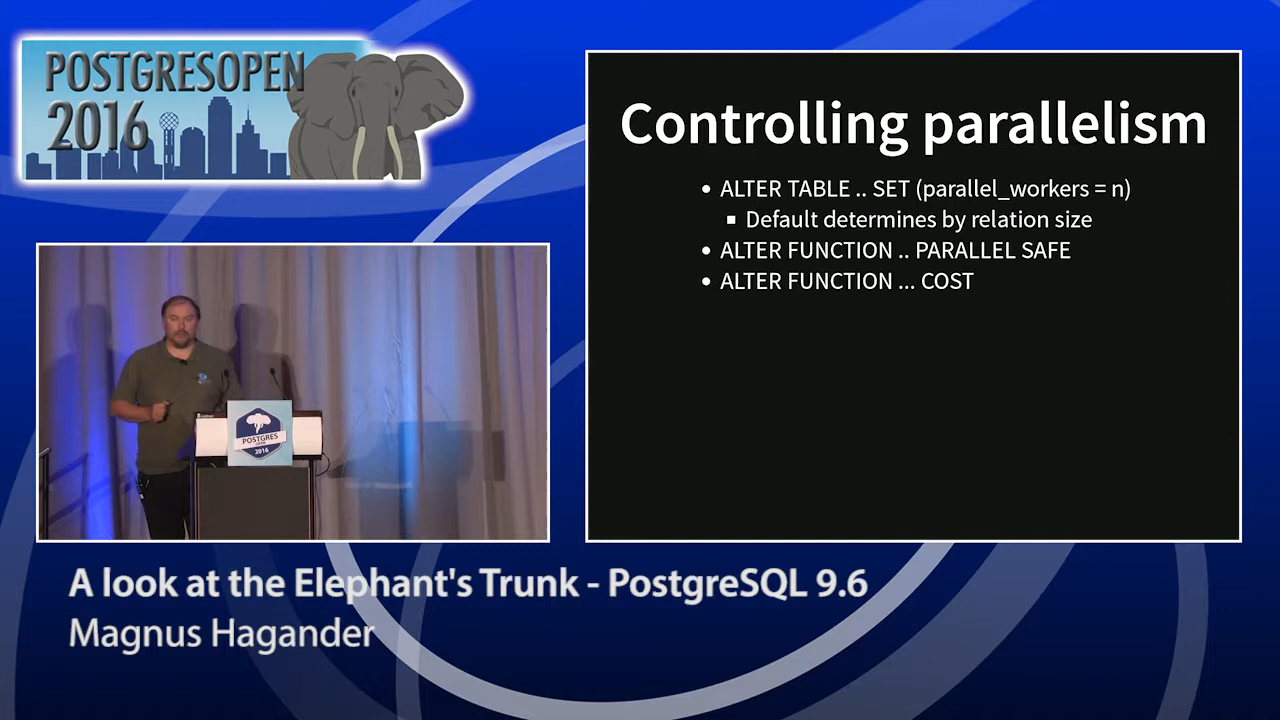 POSTGRESOPEN
2016
Controlling parallelism
ALTER TABLE .. SET (parallel_workers = n)
Default determines by relation size
ALTER FUNCTION .. PARALLEL SAFE
ALTER FUNCTION ... COST
POSTGRES
OPEN
2016
A look at the Elephant's Trunk - PostgreSQL 9.6
Magnus Hagander